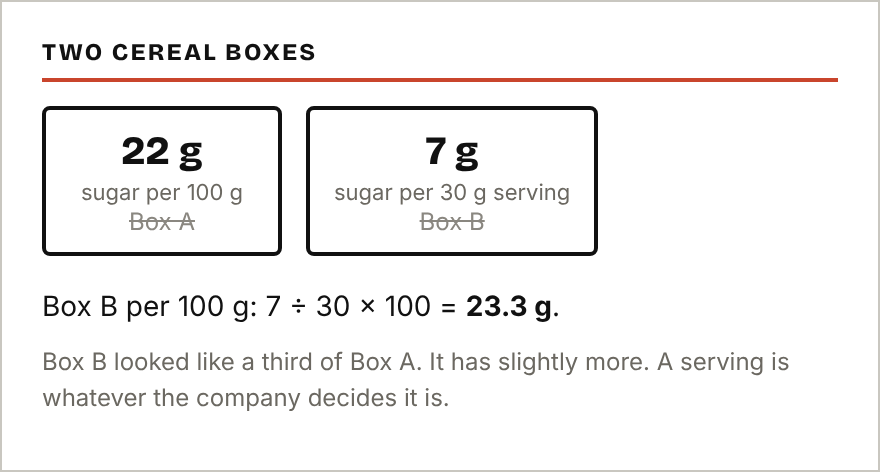 TWO CEREAL BOXES
22 g
sugar per 100 g
Box A
7 g
sugar per 30 g serving
Box B
Box B per 100 g: 7 ÷ 30 × 100 = 23.3 g.
Box B looked like a third of Box A. It has slightly more. A serving is
whatever the company decides it is.